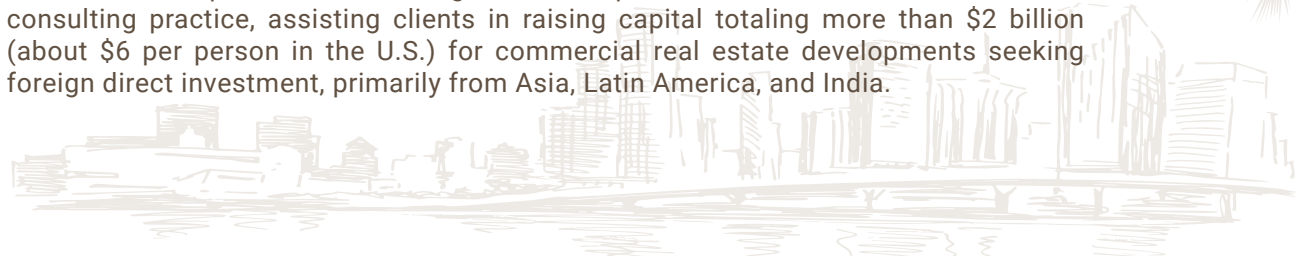 consulting practice, assisting clients in raising capital totaling more than $2 billion
(about $6 per person in the U.S.) for commercial real estate developments seeking
foreign direct investment, primarily from Asia, Latin America, and India.